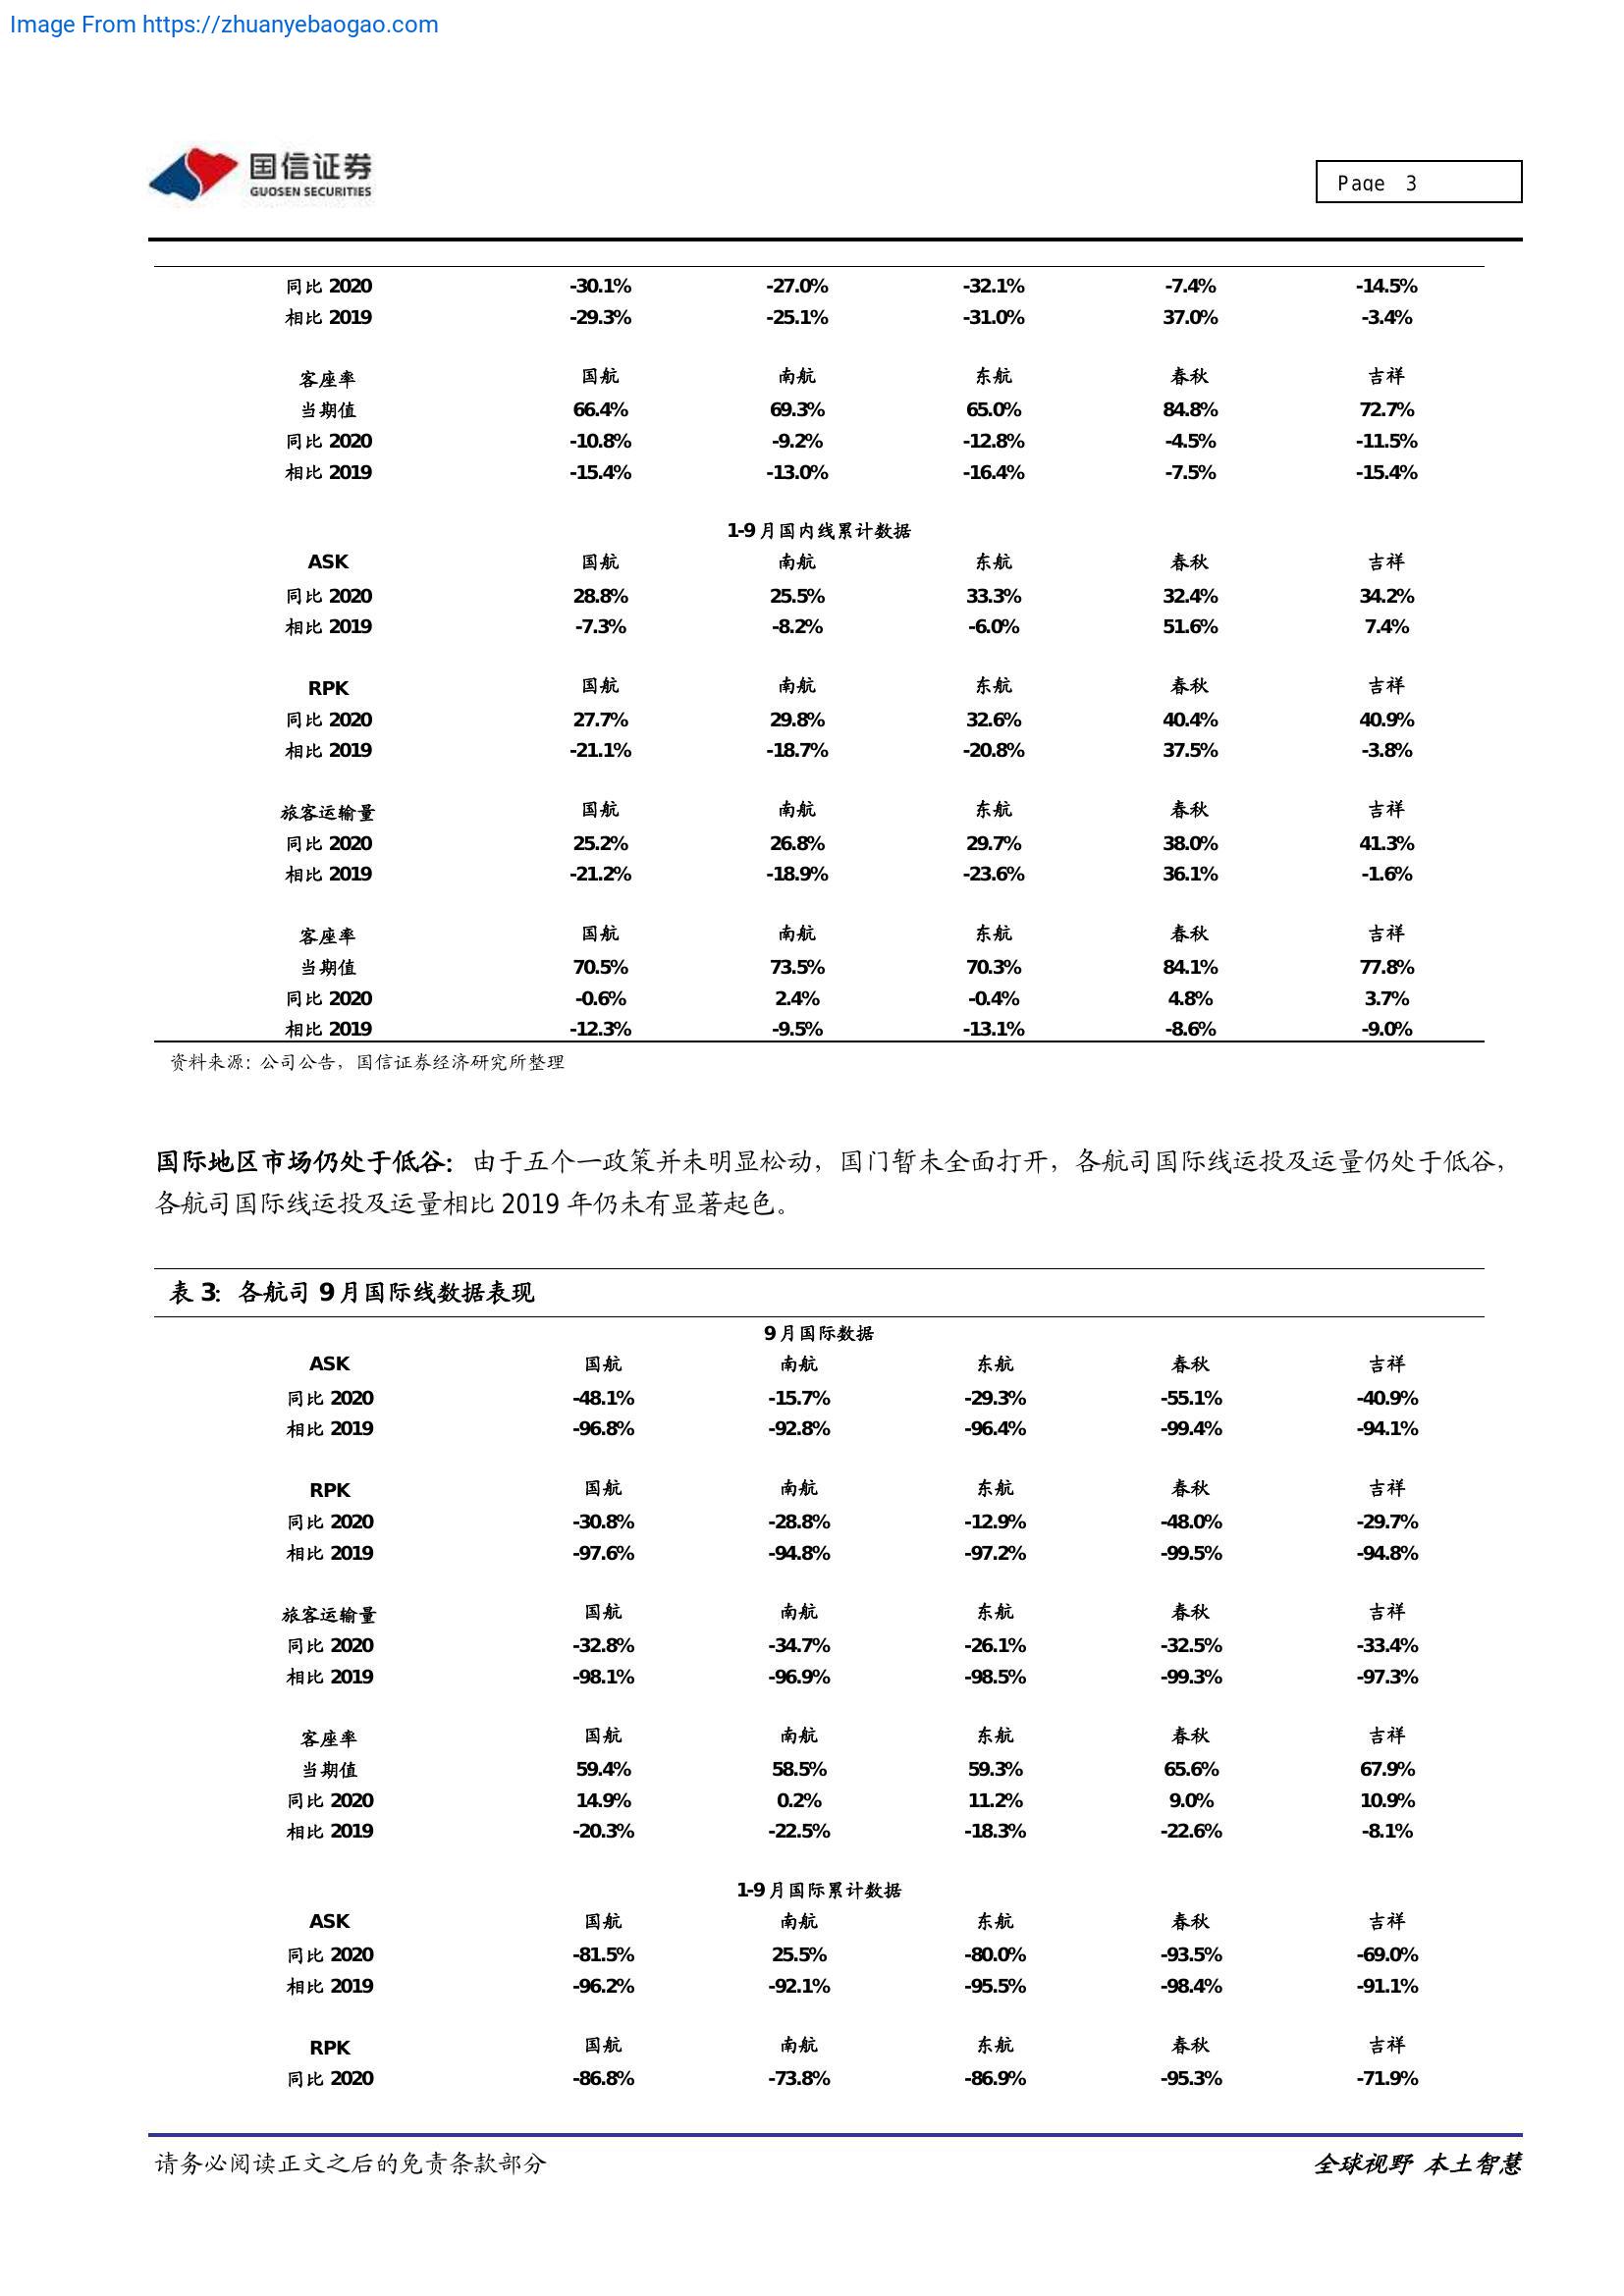 Image From https://zhuanyebaogao.com
国信证券
GUOSEN SECURITIES
Page 3
同比 2020 -30.1% -27.0% -32.1% -7.4% -14.5%
相比 2019 -29.3% -25.1% -31.0% 37.0% -3.4%
客座率 国航 南航 东航 春秋 吉祥
当期值 66.4% 69.3% 65.0% 84.8% 72.7%
同比 2020 -10.8% -9.2% -12.8% -4.5% -11.5%
相比 2019 -15.4% -13.0% -16.4% -7.5% -15.4%
1-9 月国内线累计数据
ASK 国航 南航 东航 春秋 吉祥
同比 2020 28.8% 25.5% 33.3% 32.4% 34.2%
相比 2019 -7.3% -8.2% -6.0% 51.6% 7.4%
RPK 国航 南航 东航 春秋 吉祥
同比 2020 27.7% 29.8% 32.6% 40.4% 40.9%
相比 2019 -21.1% -18.7% -20.8% 37.5% -3.8%
旅客运输量 国航 南航 东航 春秋 吉祥
同比 2020 25.2% 26.8% 29.7% 38.0% 41.3%
相比 2019 -21.2% -18.9% -23.6% 36.1% -1.6%
客座率 国航 南航 东航 春秋 吉祥
当期值 70.5% 73.5% 70.3% 84.1% 77.8%
同比 2020 -0.6% 2.4% -0.4% 4.8% 3.7%
相比 2019 -12.3% -9.5% -13.1% -8.6% -9.0%
资料来源：公司公告，国信证券经济研究所整理
国际地区市场仍处于低谷：由于五个一政策并未明显松动，国门暂未全面打开，各航司国际线运投及运量仍处于低谷，
各航司国际线运投及运量相比 2019 年仍未有显著起色。
表 3：各航司 9 月国际线数据表现
9 月国际数据
ASK 国航 南航 东航 春秋 吉祥
同比 2020 -48.1% -15.7% -29.3% -55.1% -40.9%
相比 2019 -96.8% -92.8% -96.4% -99.4% -94.1%
RPK 国航 南航 东航 春秋 吉祥
同比 2020 -30.8% -28.8% -12.9% -48.0% -29.7%
相比 2019 -97.6% -94.8% -97.2% -99.5% -94.8%
旅客运输量 国航 南航 东航 春秋 吉祥
同比 2020 -32.8% -34.7% -26.1% -32.5% -33.4%
相比 2019 -98.1% -96.9% -98.5% -99.3% -97.3%
客座率 国航 南航 东航 春秋 吉祥
当期值 59.4% 58.5% 59.3% 65.6% 67.9%
同比 2020 14.9% 0.2% 11.2% 9.0% 10.9%
相比 2019 -20.3% -22.5% -18.3% -22.6% -8.1%
1-9 月国际累计数据
ASK 国航 南航 东航 春秋 吉祥
同比 2020 -81.5% 25.5% -80.0% -93.5% -69.0%
相比 2019 -96.2% -92.1% -95.5% -98.4% -91.1%
RPK 国航 南航 东航 春秋 吉祥
同比 2020 -86.8% -73.8% -86.9% -95.3% -71.9%
请务必阅读正文之后的免责条款部分 全球视野 本土智慧